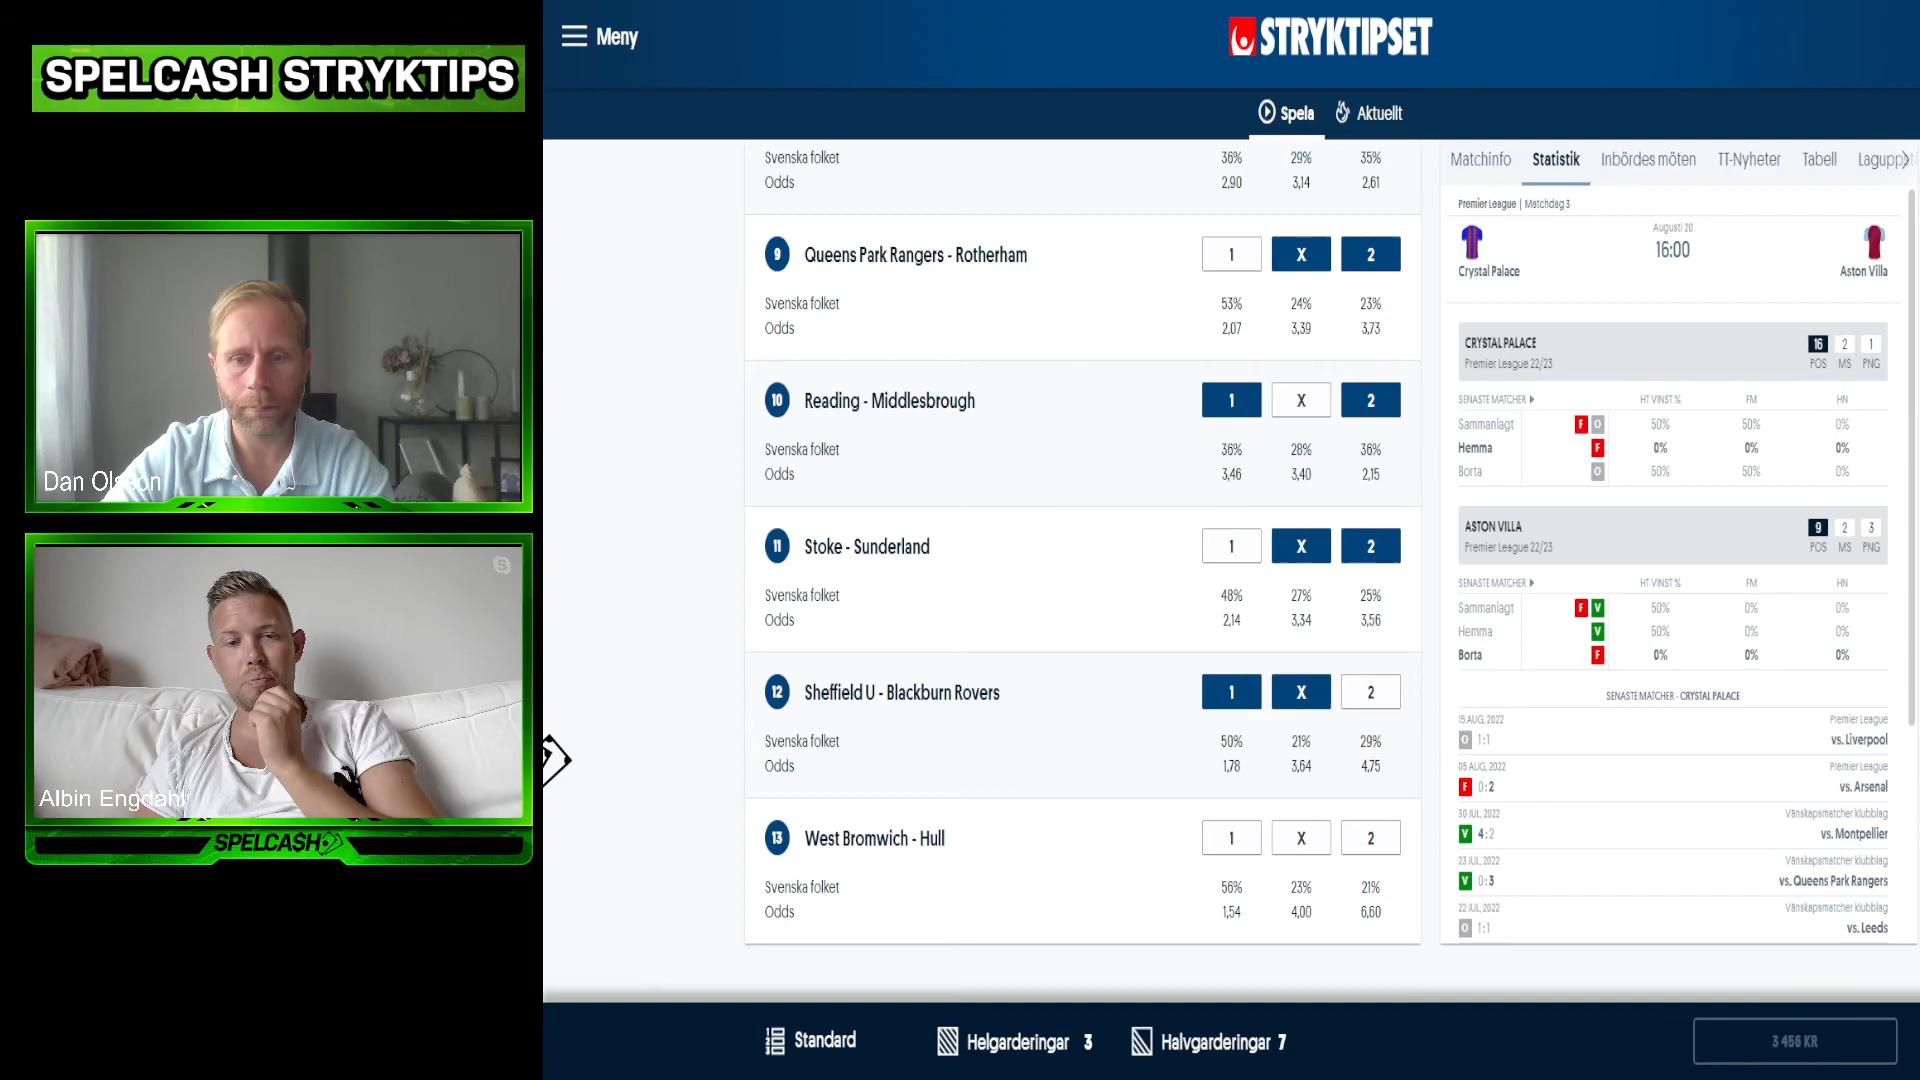 SPELCASH STRYKTIPS
Dan Olsson
Albin Engdahl
SPELCA$H
Meny
STRYKTIPSET
Spela
Aktuellt
Svenska folket 36% 29% 35%
Odds 2,90 3,14 2,61
9 Queens Park Rangers - Rotherham 1 X 2
Svenska folket 53% 24% 23%
Odds 2,07 3,39 3,73
10 Reading - Middlesbrough 1 X 2
Svenska folket 36% 28% 36%
Odds 3,46 3,40 2,15
11 Stoke - Sunderland 1 X 2
Svenska folket 48% 27% 25%
Odds 2,14 3,34 3,56
12 Sheffield U - Blackburn Rovers 1 X 2
Svenska folket 50% 21% 29%
Odds 1,78 3,64 4,75
13 West Bromwich - Hull 1 X 2
Svenska folket 56% 23% 21%
Odds 1,54 4,00 6,60
Matchinfo Statistik Inbördes möten TT-Nyheter Tabell
Premier League | Matchdag 3
Augusti 20
16:00
Crystal Palace Aston Villa
CRYSTAL PALACE 16 2 1
Premier League 22/23 POS MS PNG
SENASTE MATCHER HT VINST % FM HN
Sammanlagt F O 50% 50% 0%
Hemma F 0% 0% 0%
Borta O 50% 50% 0%
ASTON VILLA 9 2 3
Premier League 22/23 POS MS PNG
SENASTE MATCHER HT VINST % FM HN
Sammanlagt F V 50% 0% 0%
Hemma V 50% 0% 0%
Borta F 0% 0% 0%
SENASTE MATCHER - CRYSTAL PALACE
15 AUG, 2022 Premier League
O 1:1 vs. Liverpool
05 AUG, 2022 Premier League
F 0:2 vs. Arsenal
30 JUL, 2022 Vänskapsmatcher klubblag
V 4:2 vs. Montpellier
23 JUL, 2022 Vänskapsmatcher klubblag
V 0:3 vs. Queens Park Rangers
22 JUL, 2022 Vänskapsmatcher klubblag
O 1:1 vs. Leeds
Standard
Helgarderingar 3
Halvgarderingar 7
3 456 KR